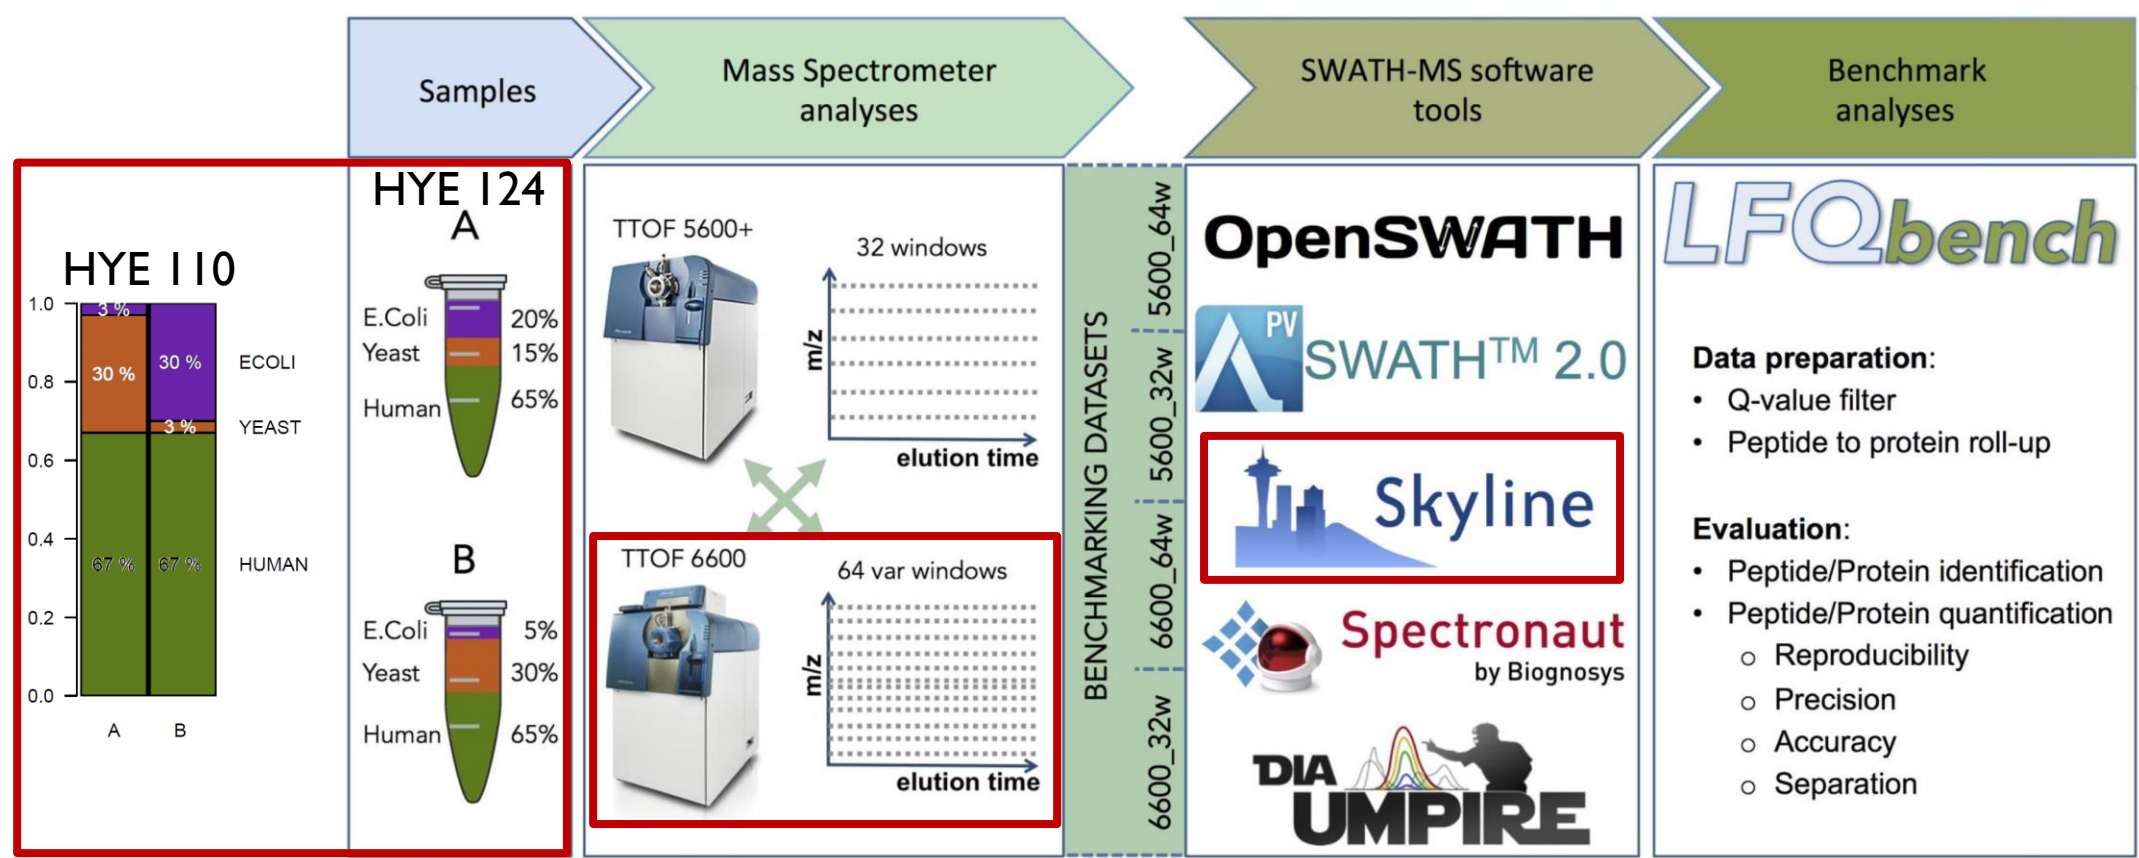 Samples
Mass Spectrometer
analyses
SWATH-MS software
tools
Benchmark
analyses
HYE 110
1.0
0.8
0.6
0.4
0.2
0.0
3 %
30 %
67 %
30 %
3 %
67 %
ECOLI
YEAST
HUMAN
A
B
HYE 124
A
E.Coli
20%
Yeast
15%
Human
65%
B
E.Coli
5%
Yeast
30%
Human
65%
TTOF 5600+
32 windows
m/z
elution time
TTOF 6600
64 var windows
m/z
elution time
BENCHMARKING DATASETS
5600_64w
5600_32w
6600_64w
6600_32w
OpenSWATH
PV
SWATH™ 2.0
Skyline
Spectronaut
by Biognosys
DIA
UMPIRE
LFQbench
Data preparation:
• Q-value filter
• Peptide to protein roll-up
Evaluation:
• Peptide/Protein identification
• Peptide/Protein quantification
o Reproducibility
o Precision
o Accuracy
o Separation